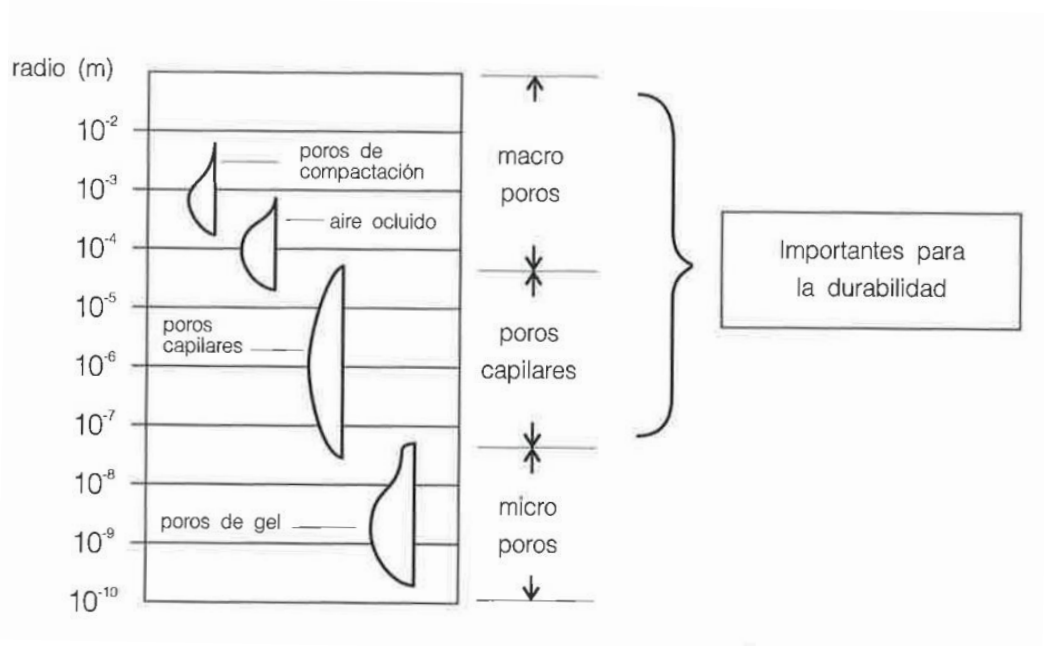 radio (m)
10⁻²
poros de
compactación
10⁻³
aire ocluido
10⁻⁴
10⁻⁵
poros
capilares
10⁻⁶
10⁻⁷
10⁻⁸
poros de gel
10⁻⁹
10⁻¹⁰
macro
poros
poros
capilares
micro
poros
Importantes para
la durabilidad